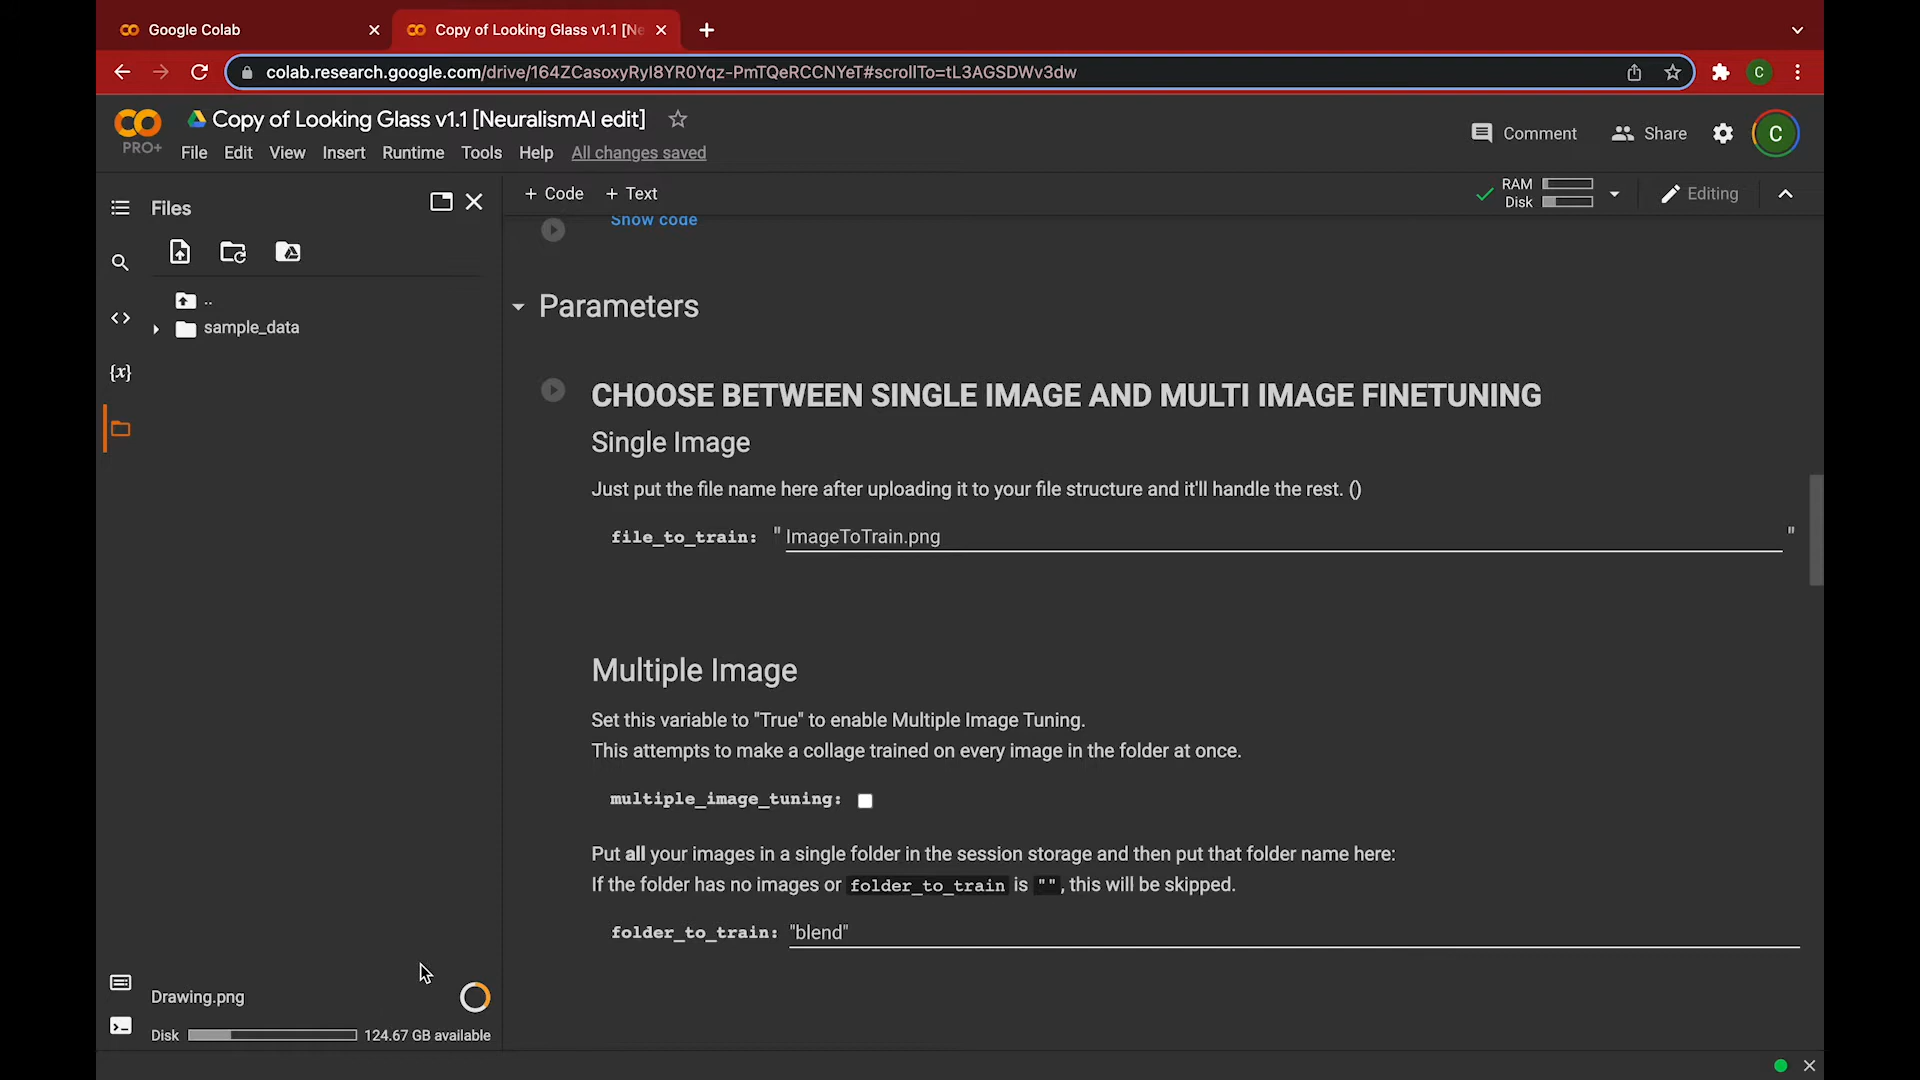 Google Colab
Copy of Looking Glass v1.1 [Ne
colab.research.google.com/drive/164ZCasoxyRyI8YR0Yqz-PmTQeRCCNYeT#scrollTo=tL3AGSDWv3dw
C
Copy of Looking Glass v1.1 [NeuralismAI edit]
PRO+
File Edit View Insert Runtime Tools Help All changes saved
Comment Share C
Files
+ Code + Text
RAM
Disk
Editing
Show code
..
sample_data
{x}
Parameters
CHOOSE BETWEEN SINGLE IMAGE AND MULTI IMAGE FINETUNING
Single Image
Just put the file name here after uploading it to your file structure and it'll handle the rest. ()
file_to_train: "ImageToTrain.png"
Multiple Image
Set this variable to "True" to enable Multiple Image Tuning.
This attempts to make a collage trained on every image in the folder at once.
multiple_image_tuning:
Put all your images in a single folder in the session storage and then put that folder name here:
If the folder has no images or folder_to_train is "", this will be skipped.
folder_to_train: "blend"
Drawing.png
Disk 124.67 GB available